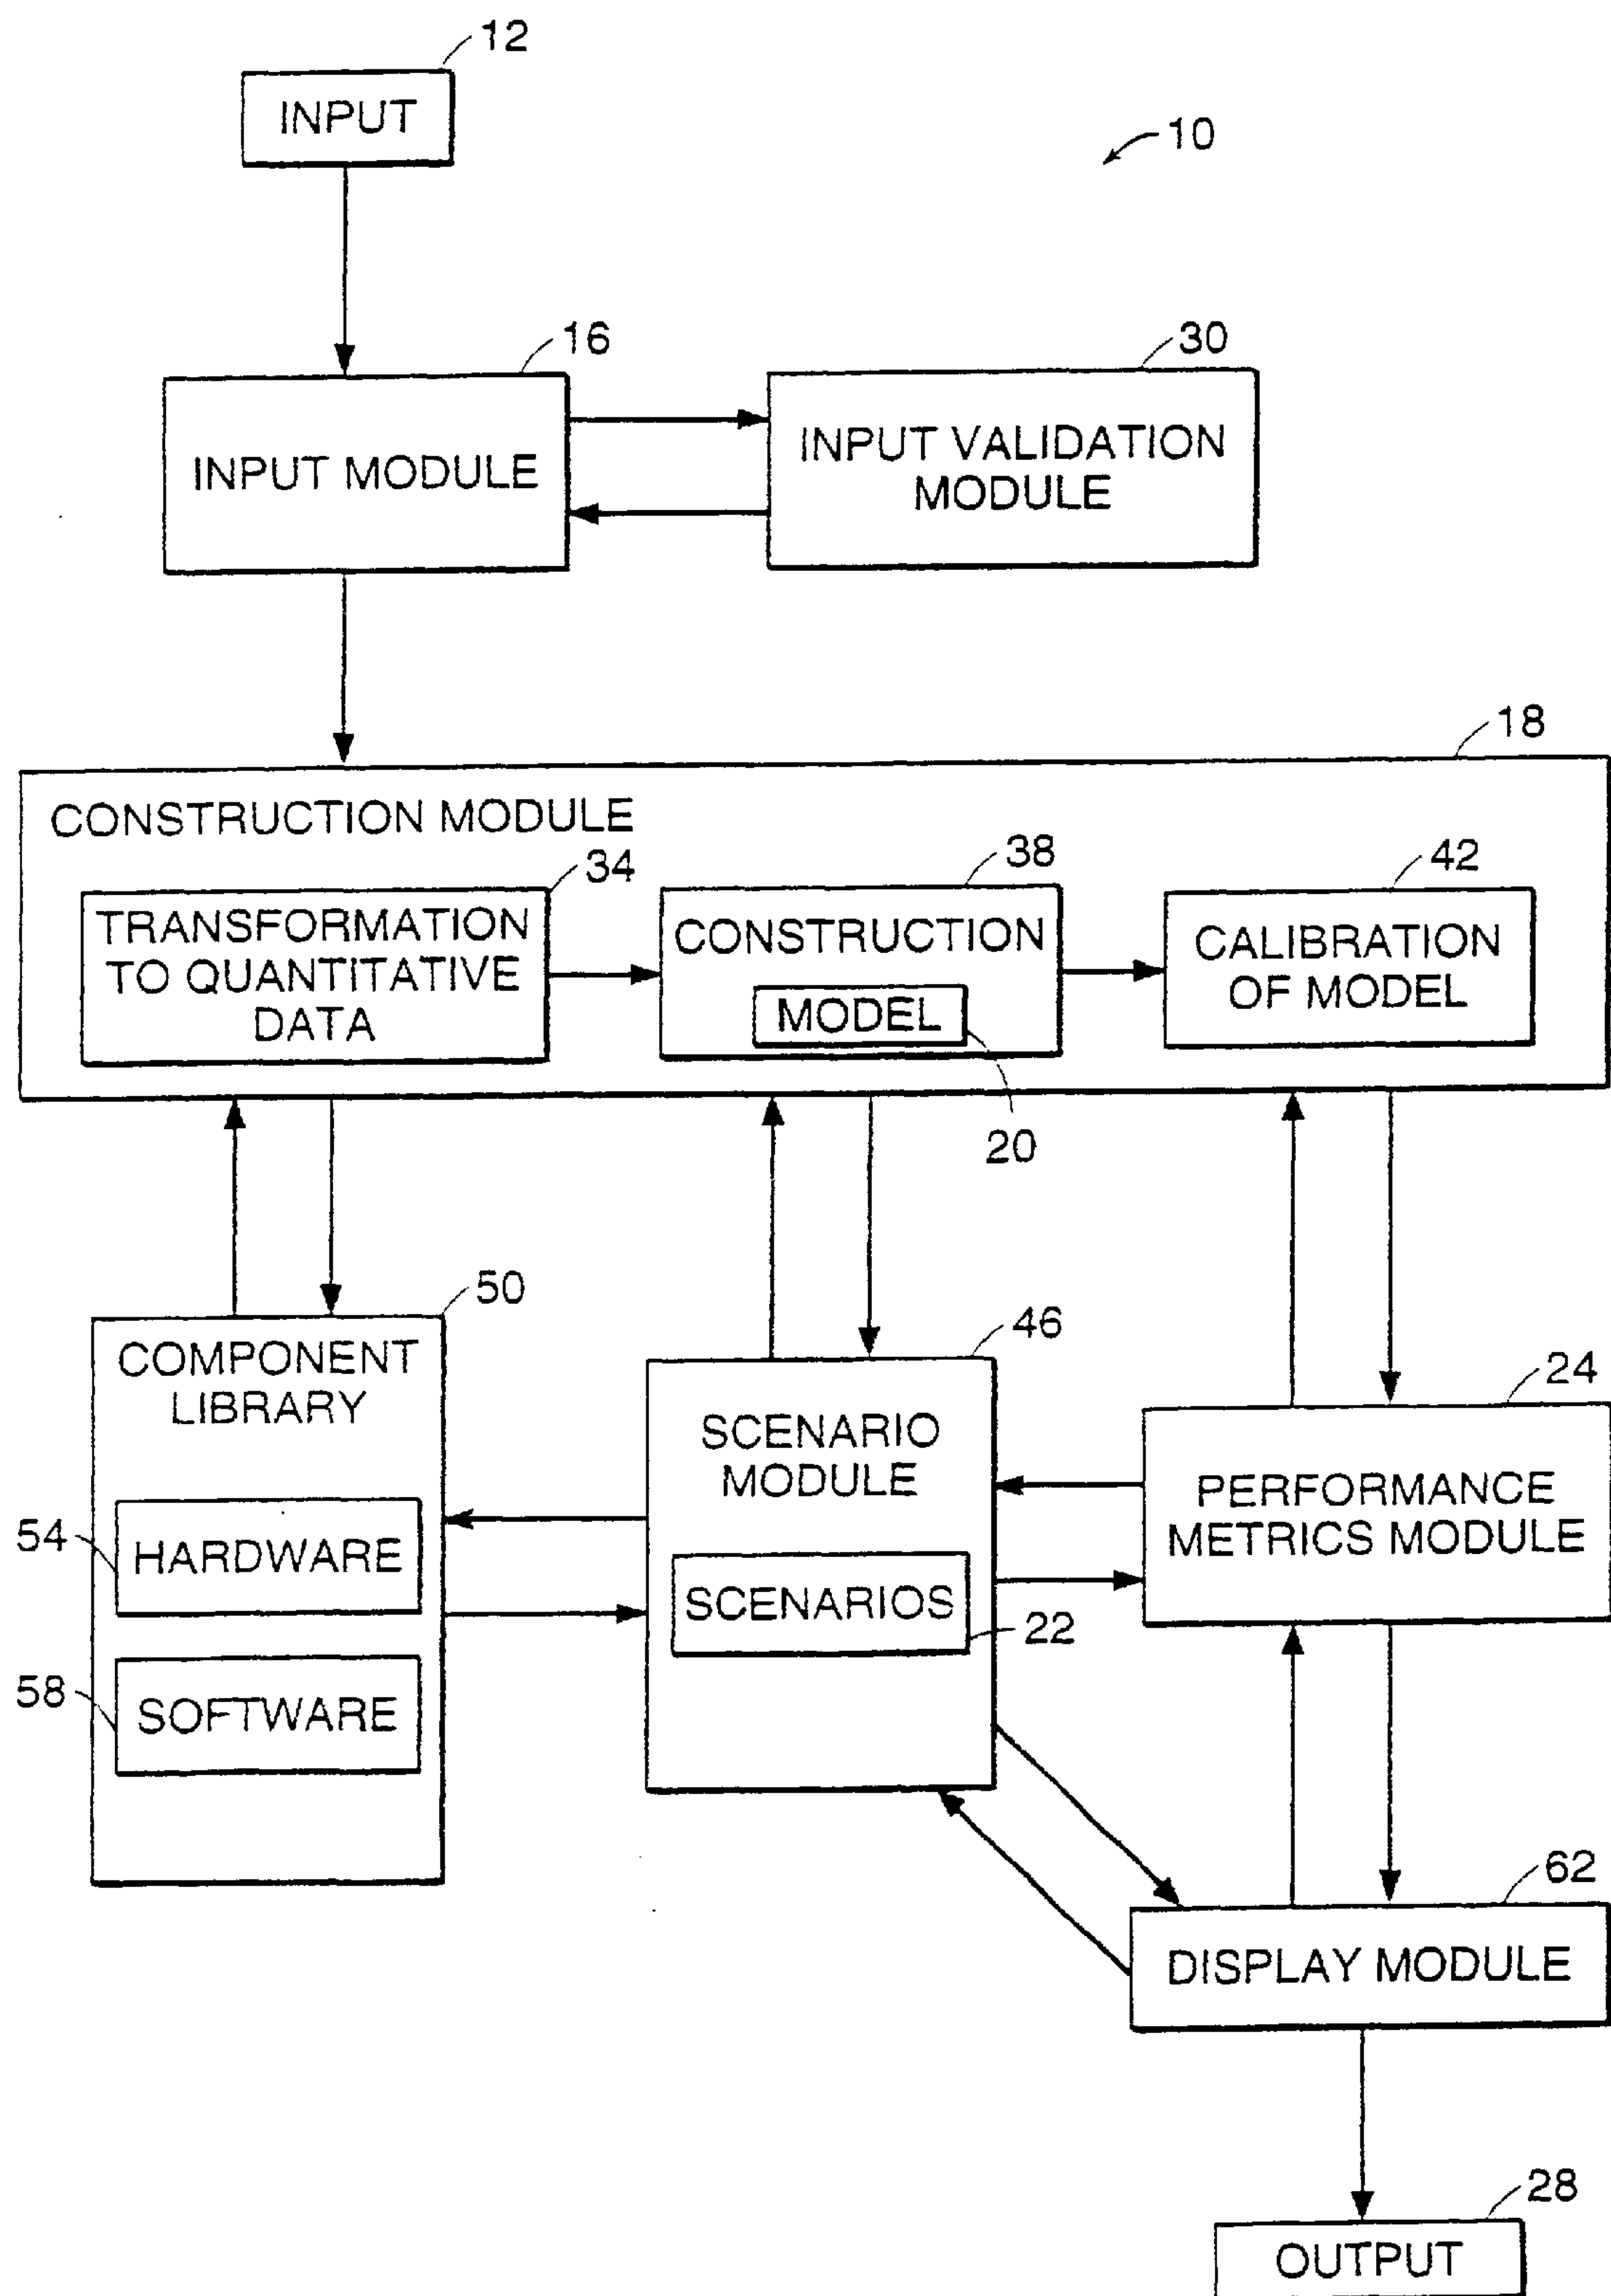 12
INPUT
10
16
30
INPUT MODULE
INPUT VALIDATION
MODULE
18
CONSTRUCTION MODULE
34
38
42
TRANSFORMATION
TO QUANTITATIVE
DATA
CONSTRUCTION
MODEL
CALIBRATION
OF MODEL
20
50
46
24
COMPONENT
LIBRARY
SCENARIO
MODULE
PERFORMANCE
METRICS MODULE
54
HARDWARE
SCENARIOS
22
58
SOFTWARE
62
DISPLAY MODULE
28
OUTPUT